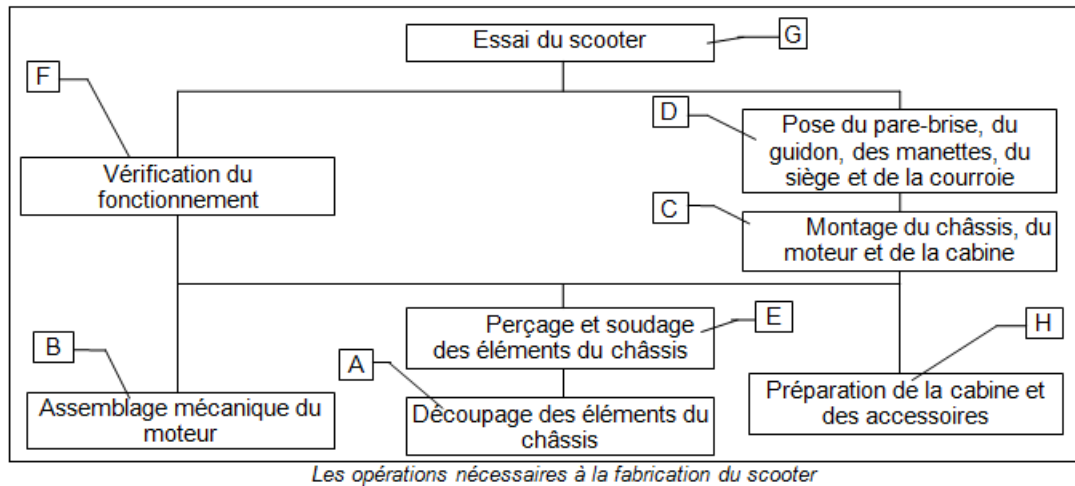 Essai du scooter
G
F
D
Pose du pare-brise, du
guidon, des manettes, du
siège et de la courroie
Vérification du
fonctionnement
C
Montage du châssis, du
moteur et de la cabine
Perçage et soudage
des éléments du châssis
E
H
B
A
Assemblage mécanique du
moteur
Découpage des éléments du
châssis
Préparation de la cabine et
des accessoires
Les opérations nécessaires à la fabrication du scooter